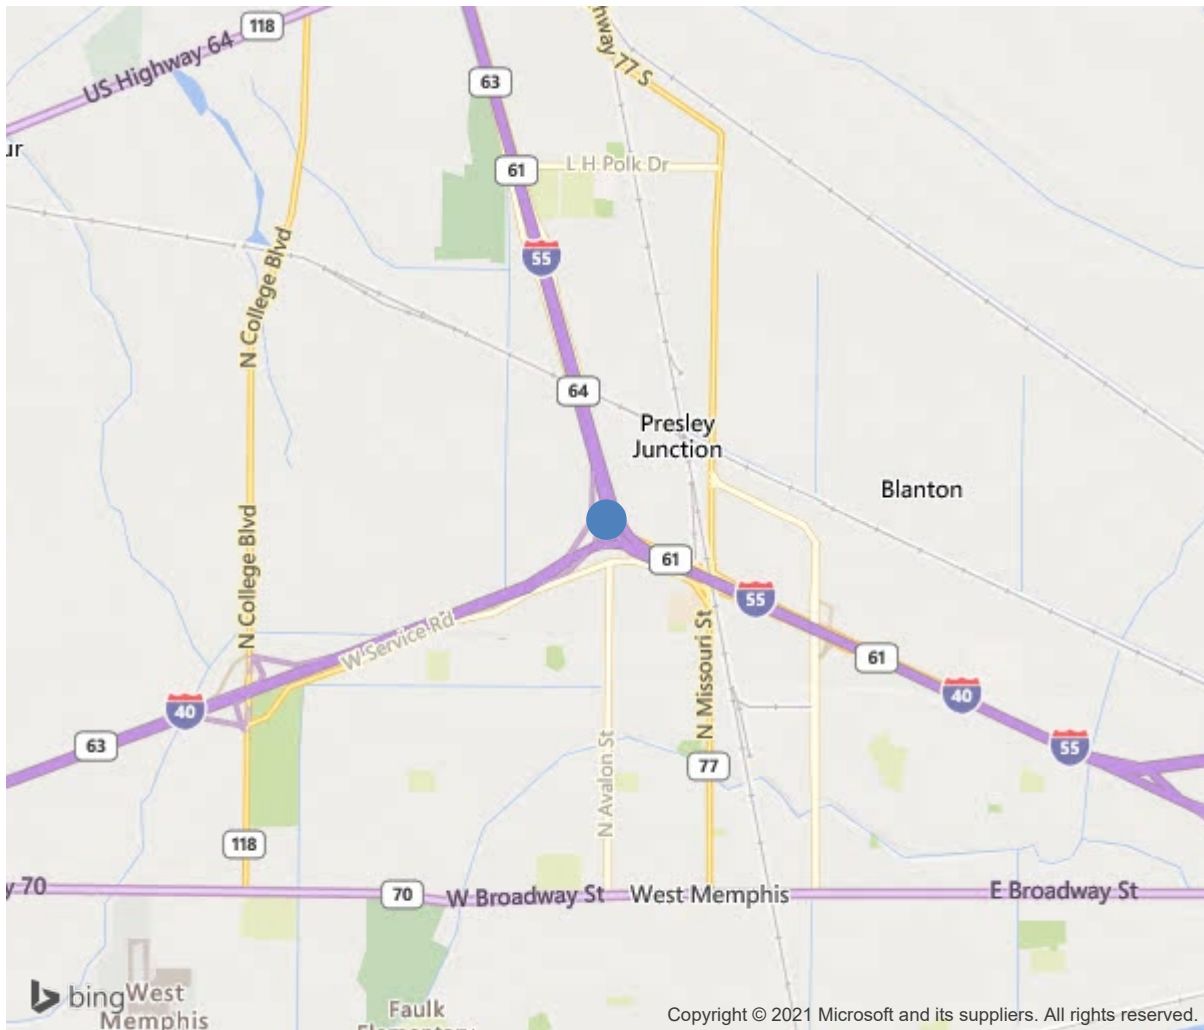 118
US Highway 64
63
hway 77 S
ur
61
L H Polk Dr
55
N College Blvd
64
Presley
Junction
Blanton
N College Blvd
61
55
W Service Rd
61
N Missouri St
40
40
63
55
N Avalon St
77
118
y 70
70
W Broadway St
West Memphis
E Broadway St
bing
West
Memphis
Faulk
Elementary
Copyright © 2021 Microsoft and its suppliers. All rights reserved.